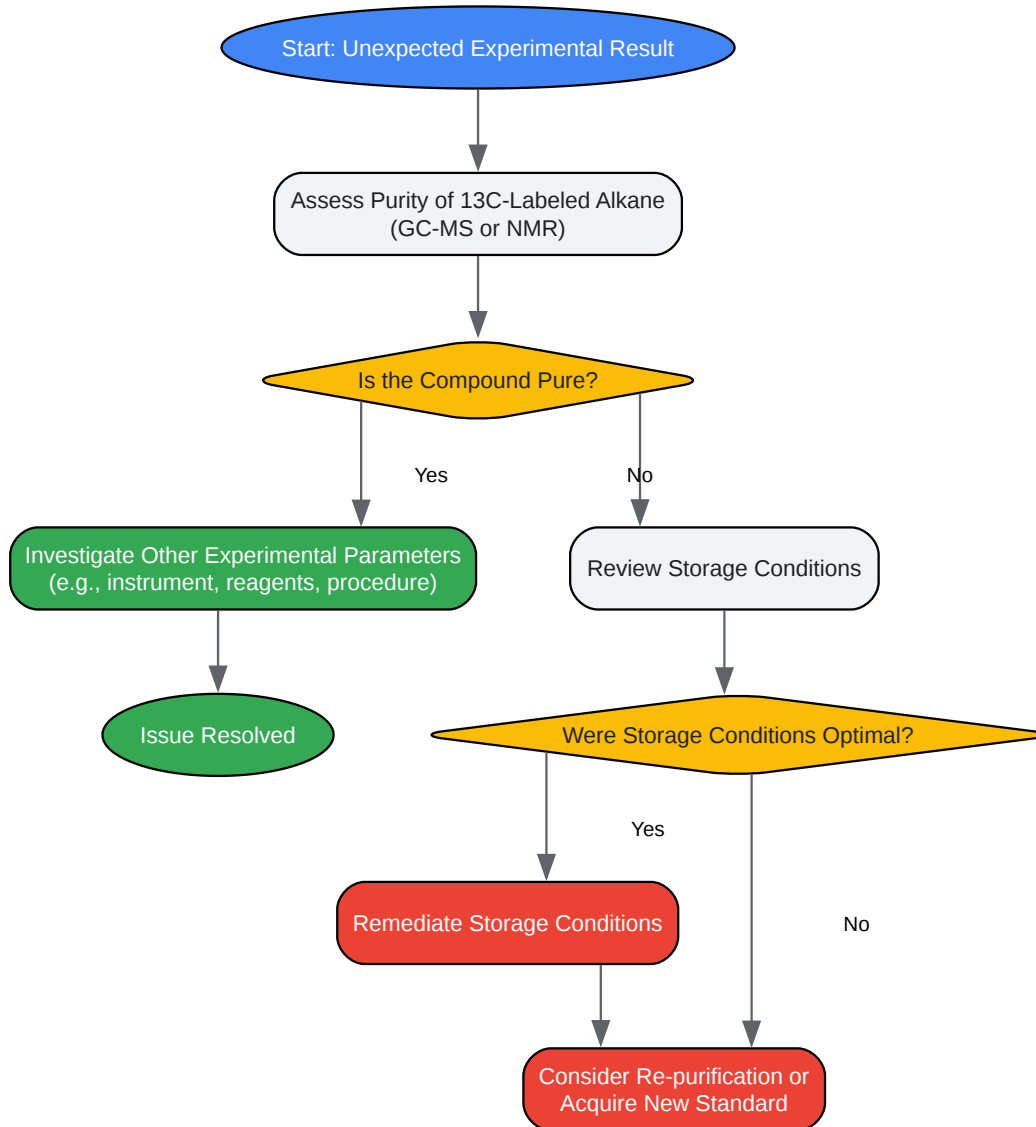 Start: Unexpected Experimental Result
Assess Purity of 13C-Labeled Alkane
(GC-MS or NMR)
Is the Compound Pure?
Yes
No
Investigate Other Experimental Parameters
(e.g., instrument, reagents, procedure)
Review Storage Conditions
Issue Resolved
Were Storage Conditions Optimal?
Yes
Remediate Storage Conditions
No
Consider Re-purification or
Acquire New Standard